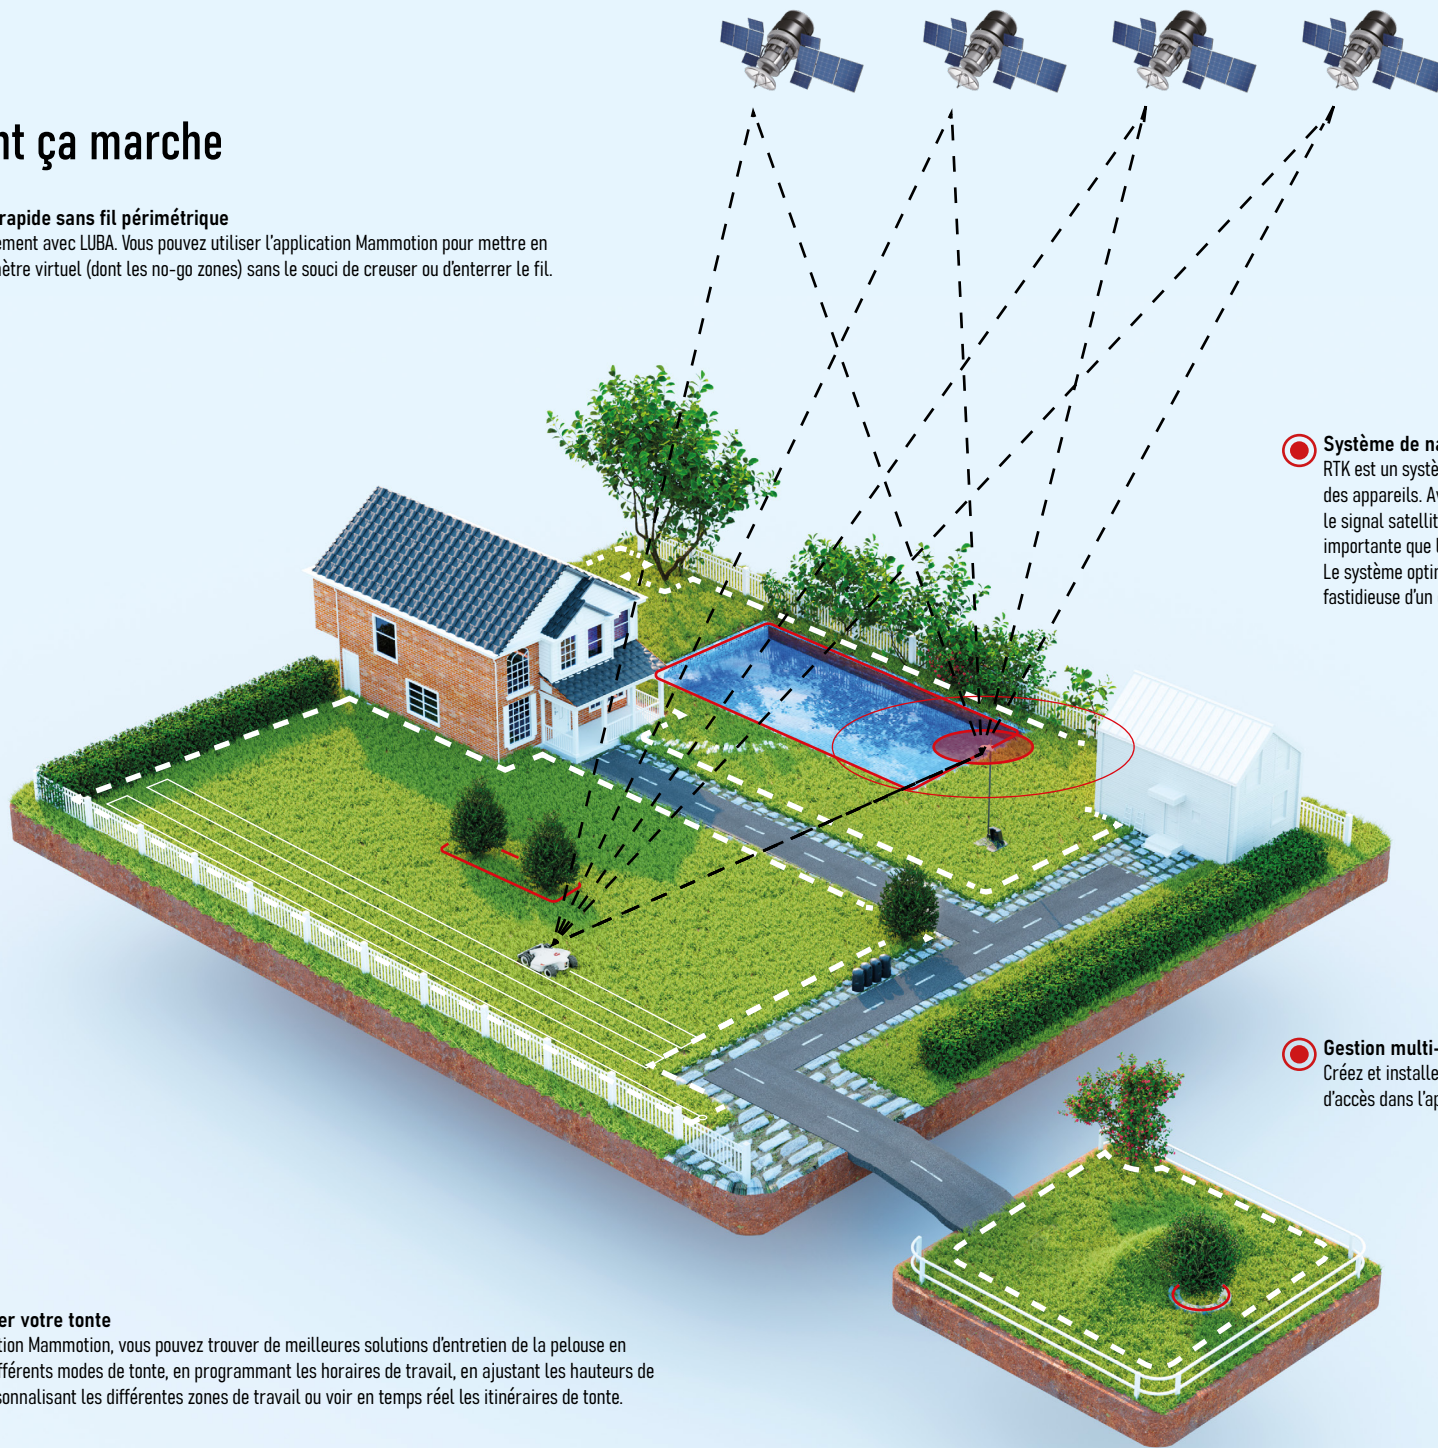 nt ça marche
rapide sans fil périmétrique
ement avec LUBA. Vous pouvez utiliser l'application Mammotion pour mettre en
mètre virtuel (dont les no-go zones) sans le souci de creuser ou d'enterrer le fil.
Système de na
RTK est un systè
des appareils. Av
le signal satellit
importante que l
Le système optim
fastidieuse d'un
Gestion multi-
Créez et installe
d'accès dans l'ap
er votre tonte
tion Mammotion, vous pouvez trouver de meilleures solutions d'entretien de la pelouse en
fférents modes de tonte, en programmant les horaires de travail, en ajustant les hauteurs de
sonnalisant les différentes zones de travail ou voir en temps réel les itinéraires de tonte.